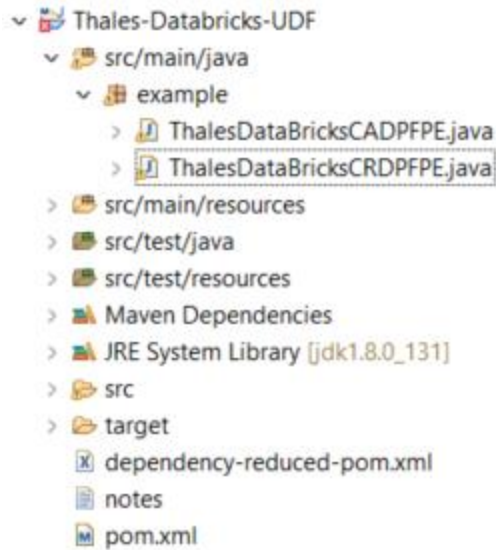 Thales-Databricks-UDF
src/main/java
example
ThalesDataBricksCADPFPE.java
ThalesDataBricksCRDPFPE.java
src/main/resources
src/test/java
src/test/resources
Maven Dependencies
JRE System Library [jdk1.8.0_131]
src
target
dependency-reduced-pom.xml
notes
pom.xml